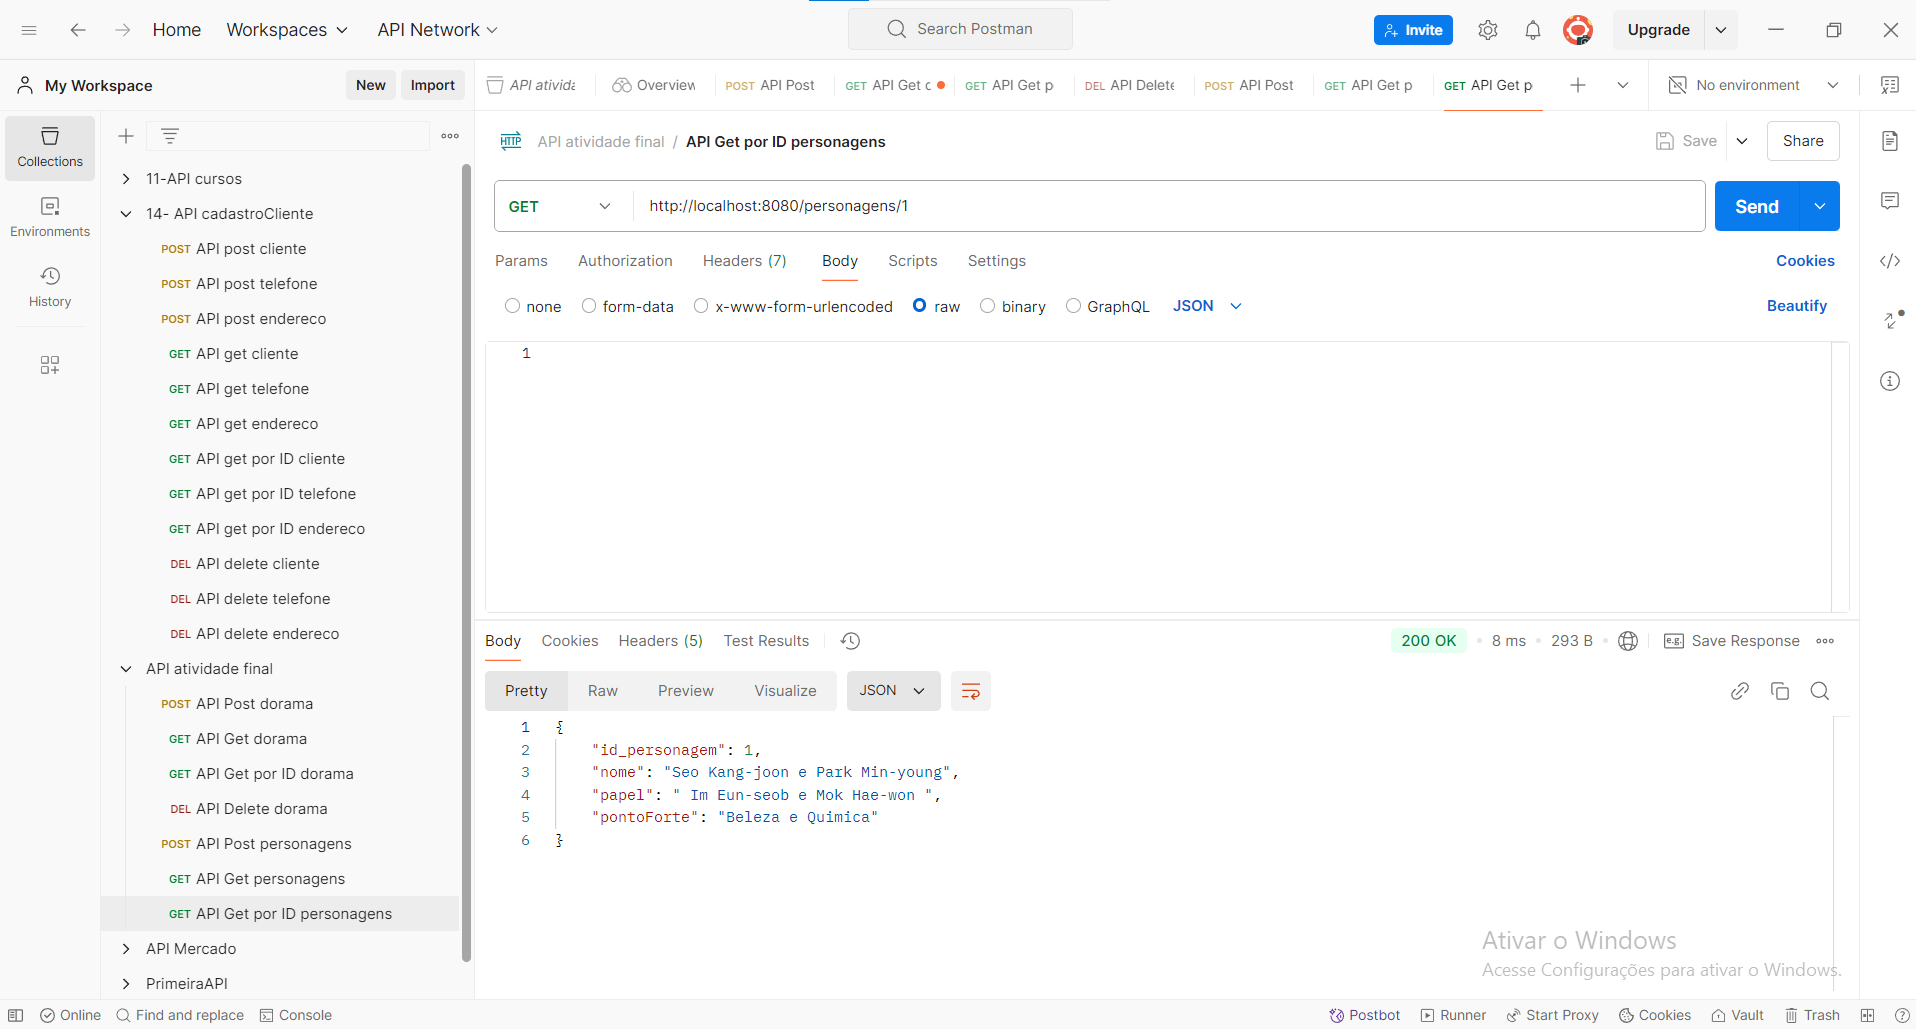 Home Workspaces API Network Search Postman Invite Upgrade
My Workspace New Import API ativida Overview POST API Post GET API Get c GET API Get p DEL API Delete POST API Post GET API Get p GET API Get p No environment
Collections
Environments
History
11-API cursos
14- API cadastroCliente
POST API post cliente
POST API post telefone
POST API post endereco
GET API get cliente
GET API get telefone
GET API get endereco
GET API get por ID cliente
GET API get por ID telefone
GET API get por ID endereco
DEL API delete cliente
DEL API delete telefone
DEL API delete endereco
API atividade final
POST API Post dorama
GET API Get dorama
GET API Get por ID dorama
DEL API Delete dorama
POST API Post personagens
GET API Get personagens
GET API Get por ID personagens
API Mercado
PrimeiraAPI
HTTP API atividade final / API Get por ID personagens Save Share
GET http://localhost:8080/personagens/1 Send
Params Authorization Headers (7) Body Scripts Settings Cookies
none form-data x-www-form-urlencoded raw binary GraphQL JSON Beautify
1
Body Cookies Headers (5) Test Results 200 OK 8 ms 293 B e.g. Save Response
Pretty Raw Preview Visualize JSON
1 {
2 "id_personagem": 1,
3 "nome": "Seo Kang-joon e Park Min-young",
4 "papel": " Im Eun-seob e Mok Hae-won ",
5 "pontoForte": "Beleza e Quimica"
6 }
Ativar o Windows
Acesse Configurações para ativar o Windows.
Online Find and replace Console Postbot Runner Start Proxy Cookies Vault Trash